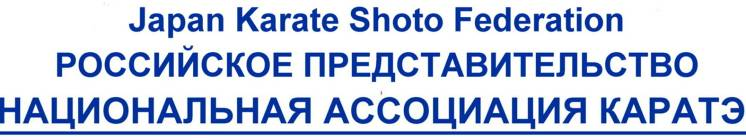 Japan Karate Shoto Federation
РОССИЙСКОЕ ПРЕДСТАВИТЕЛЬСТВО
НАЦИОНАЛЬНАЯ АССОЦИАЦИЯ КАРАТЭ